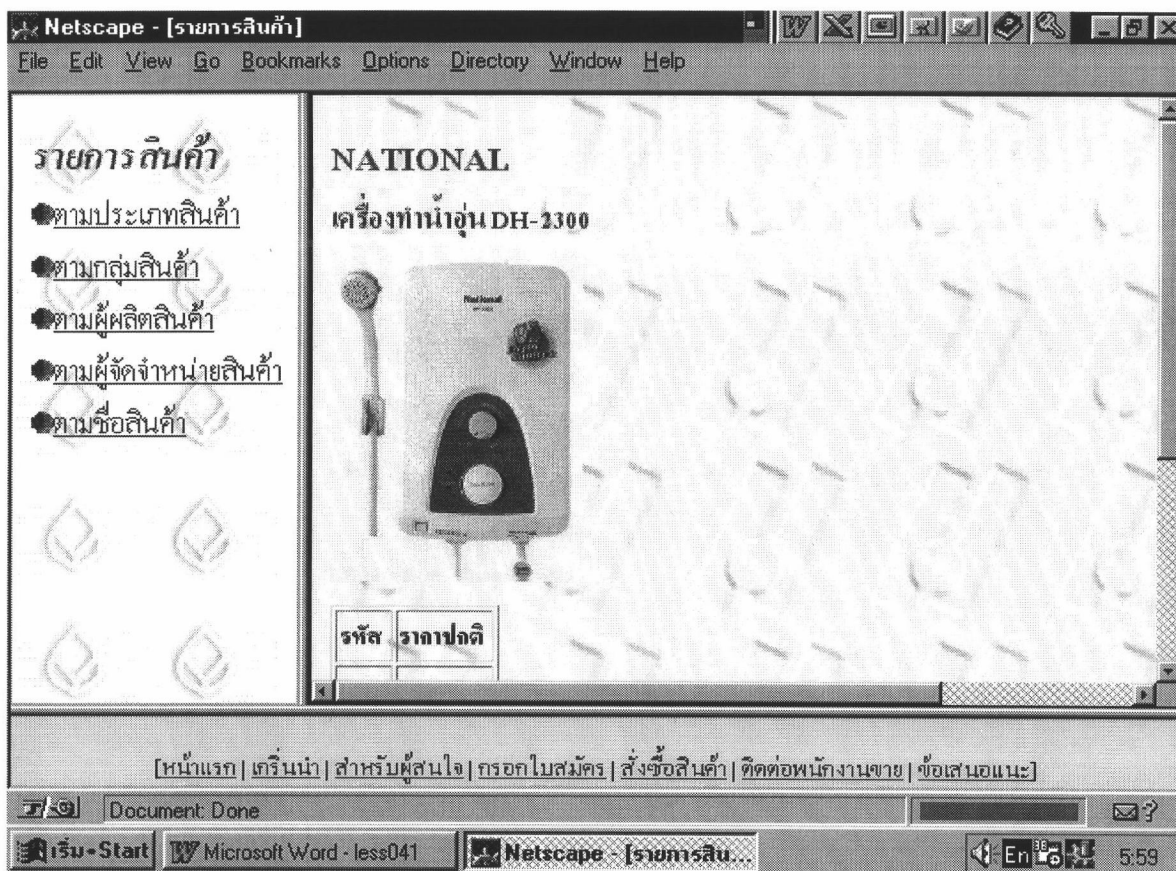 Netscape - [รายการสินค้า]
File Edit View Go Bookmarks Options Directory Window Help
รายการสินค้า
ตามประเภทสินค้า
ตามกลุ่มสินค้า
ตามผู้ผลิตสินค้า
ตามผู้จัดจำหน่ายสินค้า
ตามชื่อสินค้า
NATIONAL
เครื่องทำน้ำอุ่น DH-2300
National
รหัส ราคาปกติ
[หน้าแรก | เกริ่นนำ | สำหรับผู้สนใจ | กรอกใบสมัคร | สั่งซื้อสินค้า | ติดต่อพนักงานขาย | ข้อเสนอแนะ]
Document: Done
เริ่ม-Start Microsoft Word - less041 Netscape - [รายการสิน... En 5:59